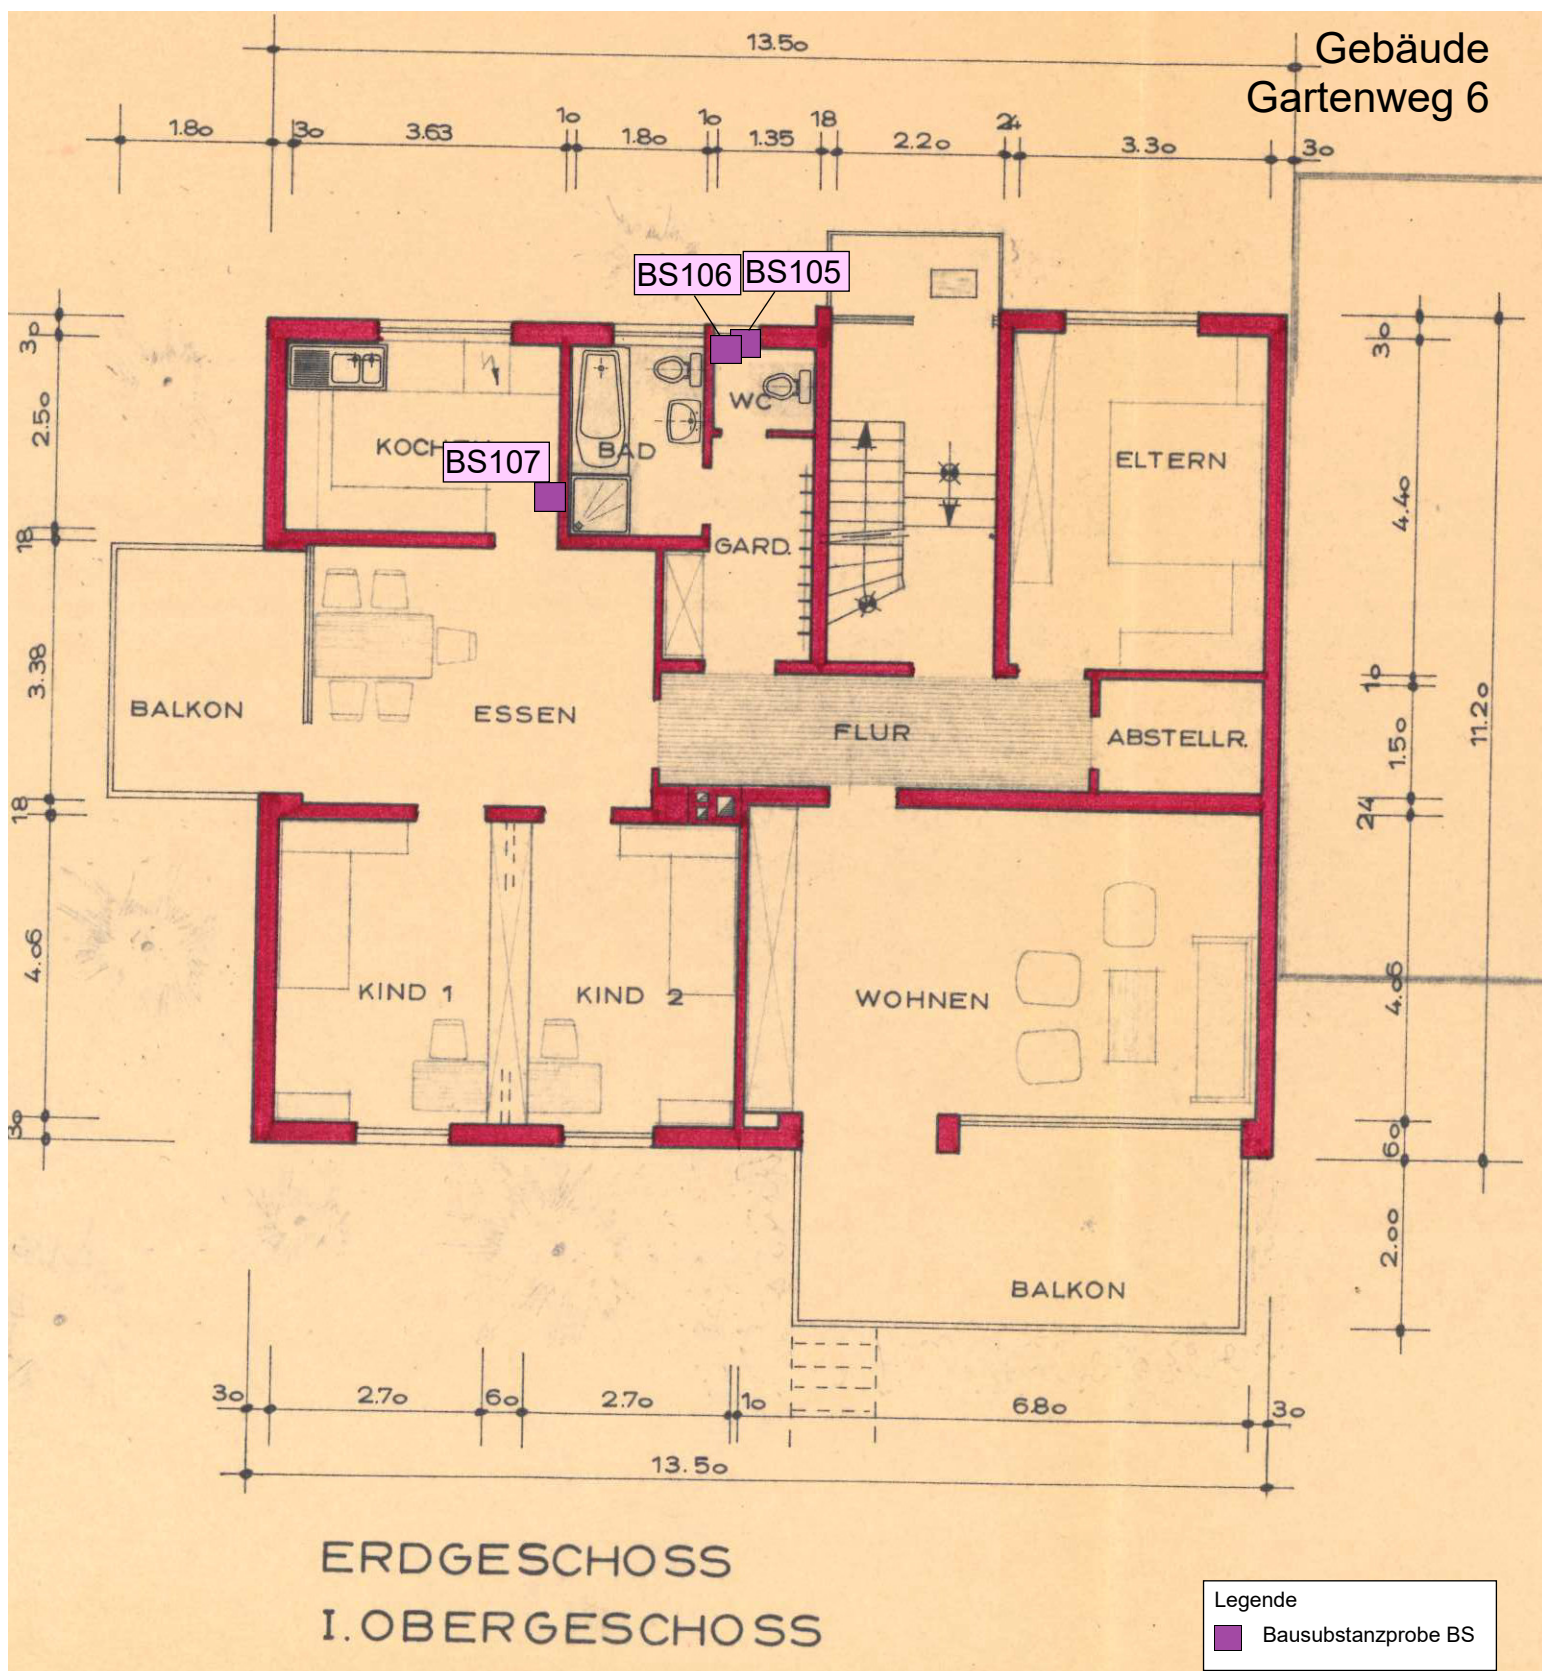 Gebäude
Gartenweg 6
13.50
1.80 30 3.63 10 1.80 10 1.35 18 2.20 24 3.30 30
BS106 BS105
30
2.50
18
3.38
18
4.06
30
30
4.40
10
1.50
24
4.06
60
2.00
11.20
WC
BS107
BAD
ELTERN
GARD.
BALKON
ESSEN
FLUR
ABSTELLR.
KIND 1
KIND 2
WOHNEN
BALKON
30 2.70 60 2.70 10 6.80 30
13.50
ERDGESCHOSS
I. OBERGESCHOSS
Legende
Bausubstanzprobe BS